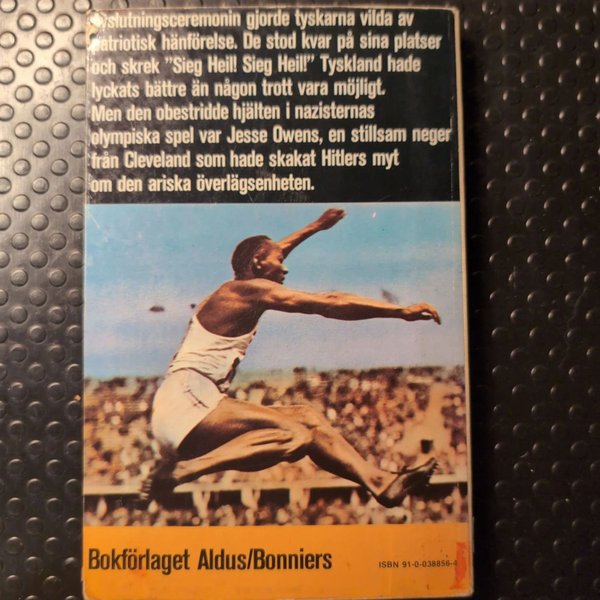 Avslutningsceremonin gjorde tyskarna vilda av
patriotisk hänförelse. De stod kvar på sina platser
och skrek "Sieg Heil! Sieg Heil!" Tyskland hade
lyckats bättre än någon trott vara möjligt.
Men den obestridde hjälten i nazisternas
olympiska spel var Jesse Owens, en stillsam neger
från Cleveland som hade skakat Hitlers myt
om den ariska överlägsenheten.
Bokförlaget Aldus/Bonniers
ISBN 91-0-038856-4